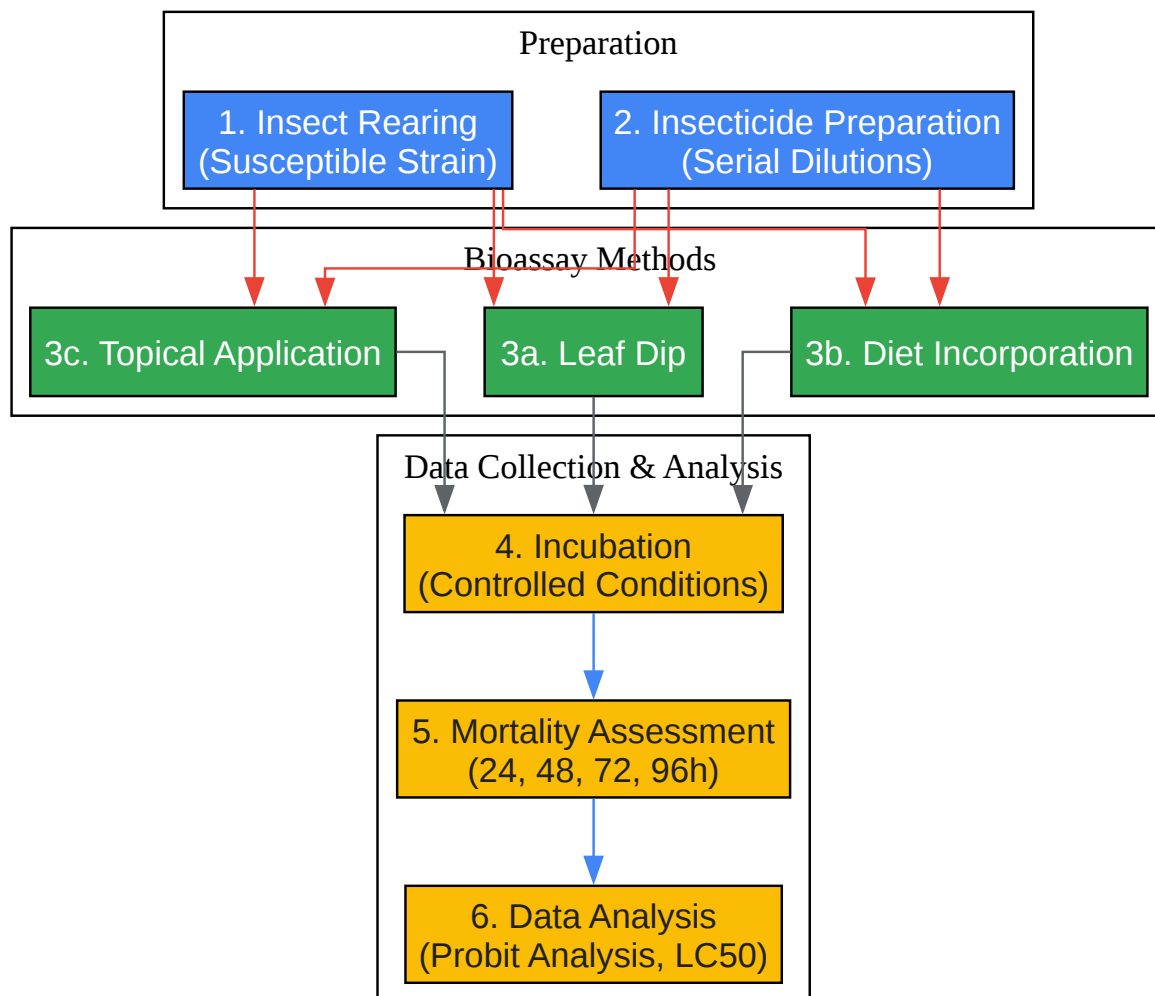 Preparation
1. Insect Rearing
(Susceptible Strain)
2. Insecticide Preparation
(Serial Dilutions)
Bioassay Methods
3c. Topical Application
3a. Leaf Dip
3b. Diet Incorporation
Data Collection & Analysis
4. Incubation
(Controlled Conditions)
5. Mortality Assessment
(24, 48, 72, 96h)
6. Data Analysis
(Probit Analysis, LC50)